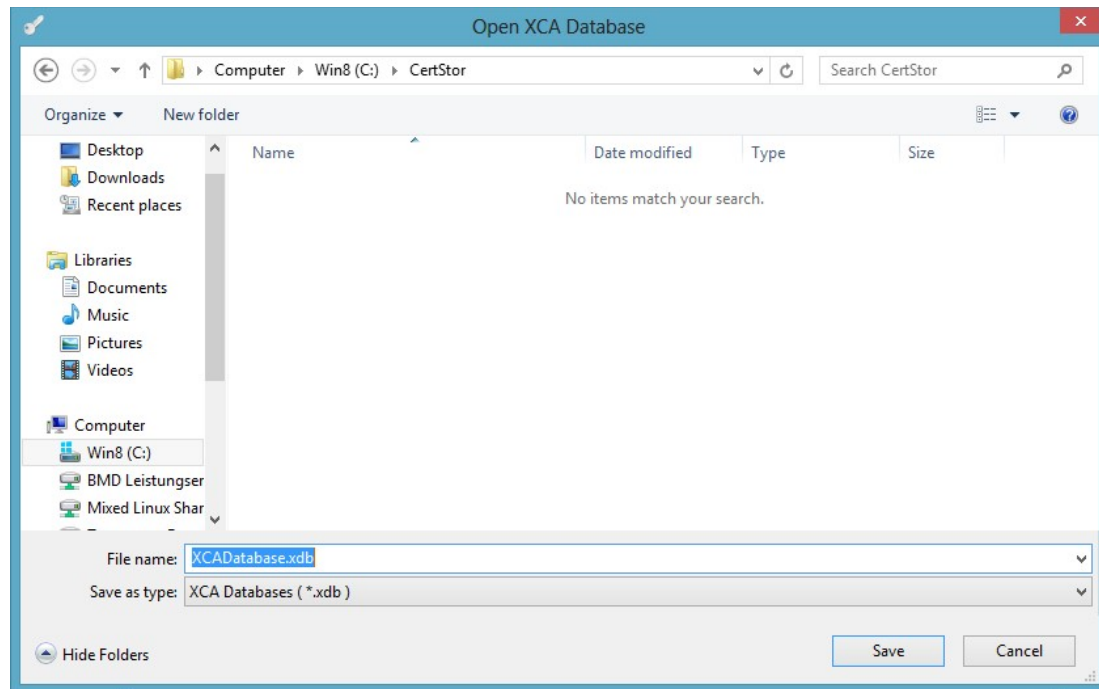 Open XCA Database
Computer Win8 (C:) CertStor
Search CertStor
Organize New folder
Name Date modified Type Size
No items match your search.
Desktop
Downloads
Recent places
Libraries
Documents
Music
Pictures
Videos
Computer
Win8 (C:)
BMD Leistungser
Mixed Linux Shar
File name: XCADatabase.xdb
Save as type: XCA Databases ( *.xdb )
Hide Folders
Save Cancel